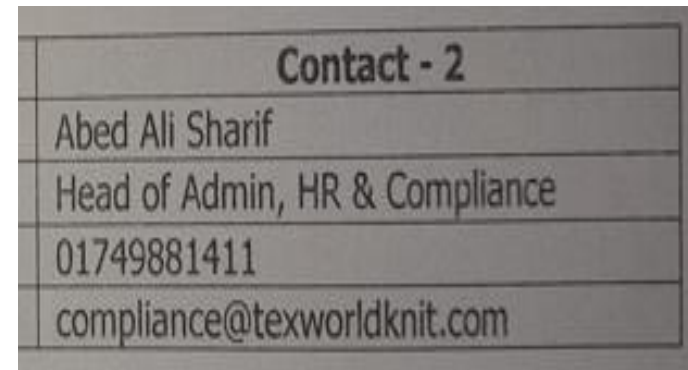 Contact - 2
Abed Ali Sharif
Head of Admin, HR & Compliance
01749881411
compliance@texworldknit.com